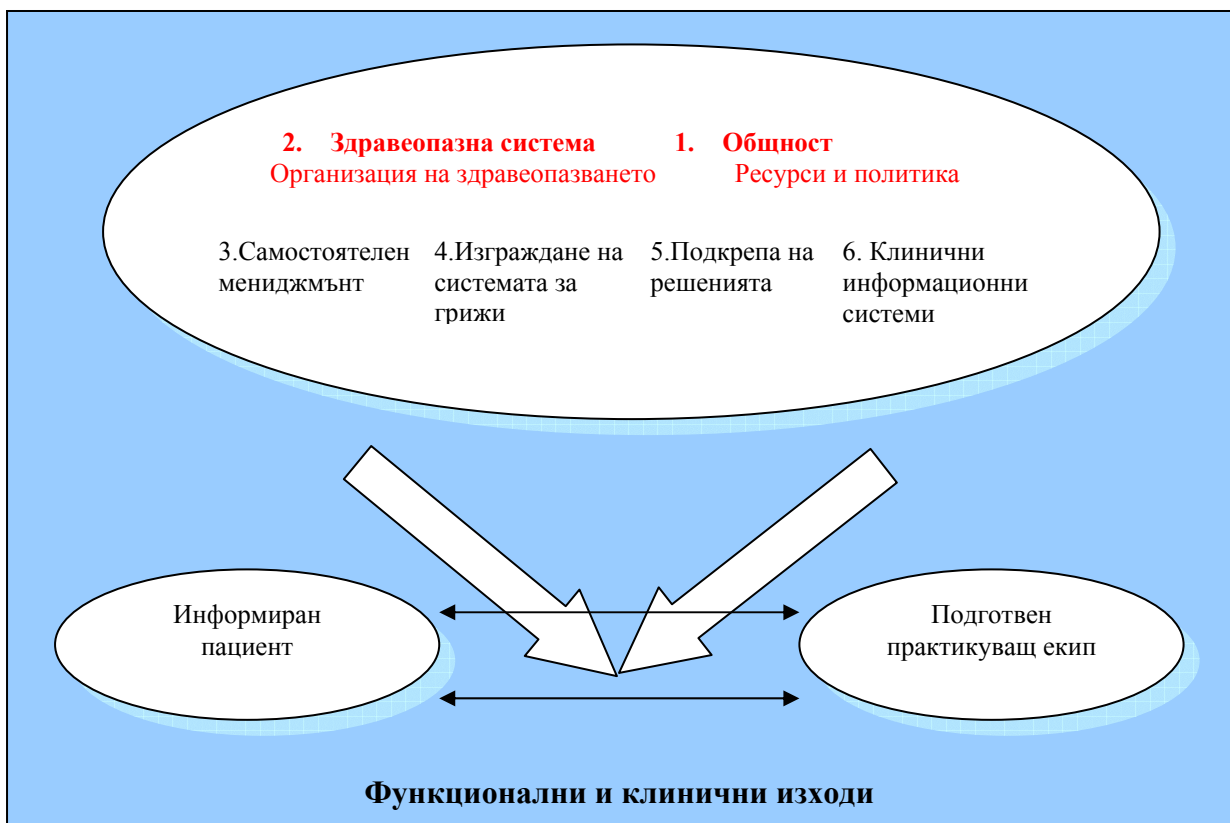 2. Здравеопазна система 1. Общност
Организация на здравеопазването Ресурси и политика
3.Самостоятелен
мениджмънт
4.Изграждане на
системата за
грижи
5.Подкрепа на
решенията
6. Клинични
информационни
системи
Информиран
пациент
Подготвен
практикуващ екип
Функционални и клинични изходи